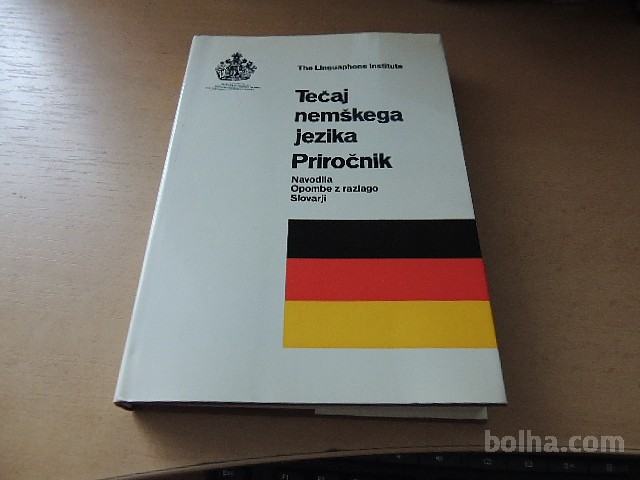 The Linguaphone Institute
Tečaj
nemškega
jezika
Priročnik
Navodila
Opombe z razlago
Slovarji
bolha.com